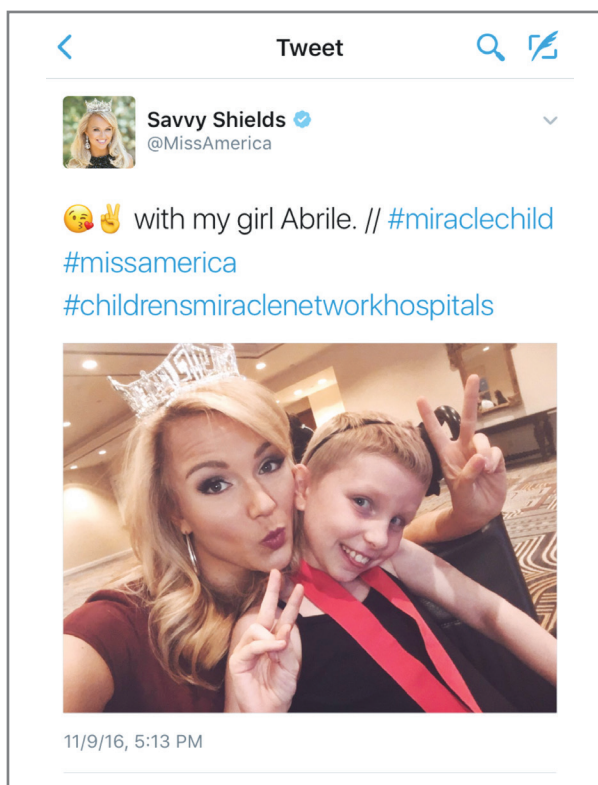 Tweet
Savvy Shields
@MissAmerica
😘✌️ with my girl Abrile. // #miraclechild
#missamerica
#childrensmiraclenetworkhospitals
11/9/16, 5:13 PM